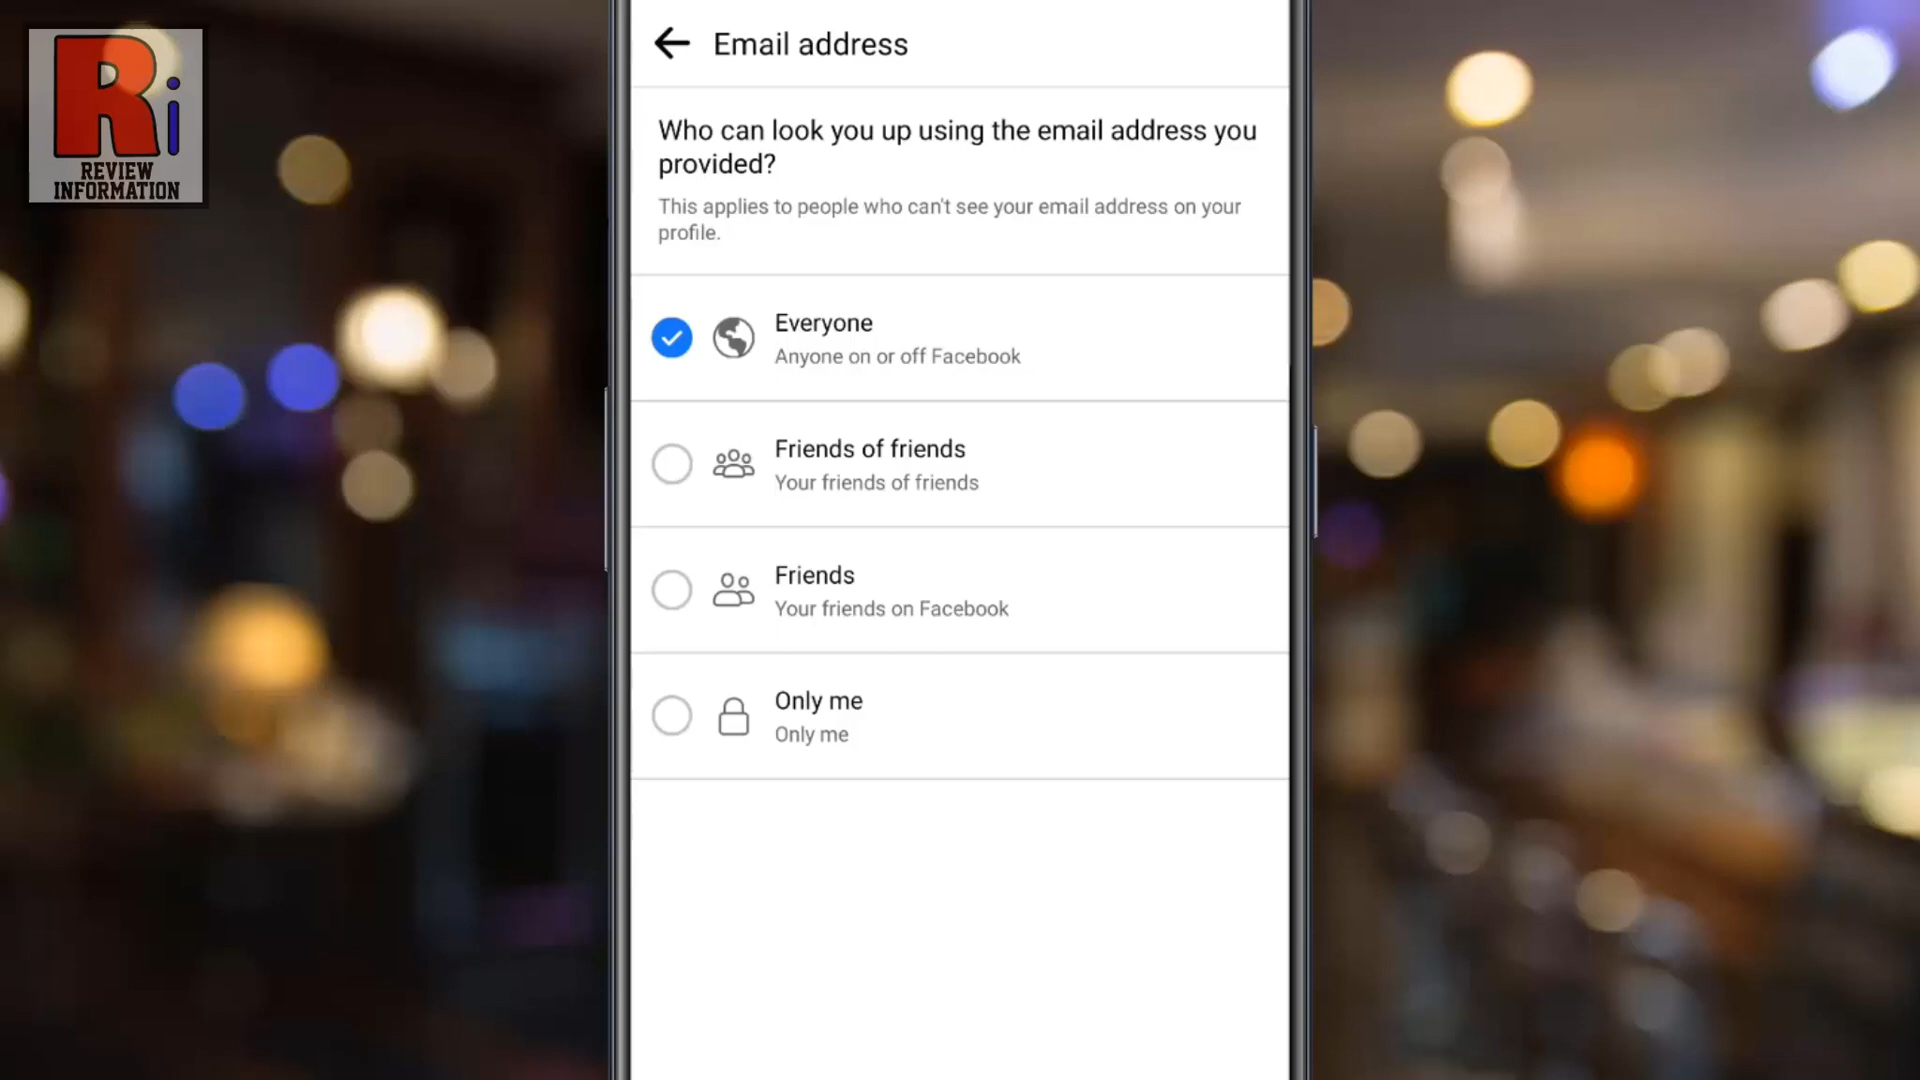 Ri
REVIEW
INFORMATION
Email address
Who can look you up using the email address you
provided?
This applies to people who can't see your email address on your
profile.
Everyone
Anyone on or off Facebook
Friends of friends
Your friends of friends
Friends
Your friends on Facebook
Only me
Only me